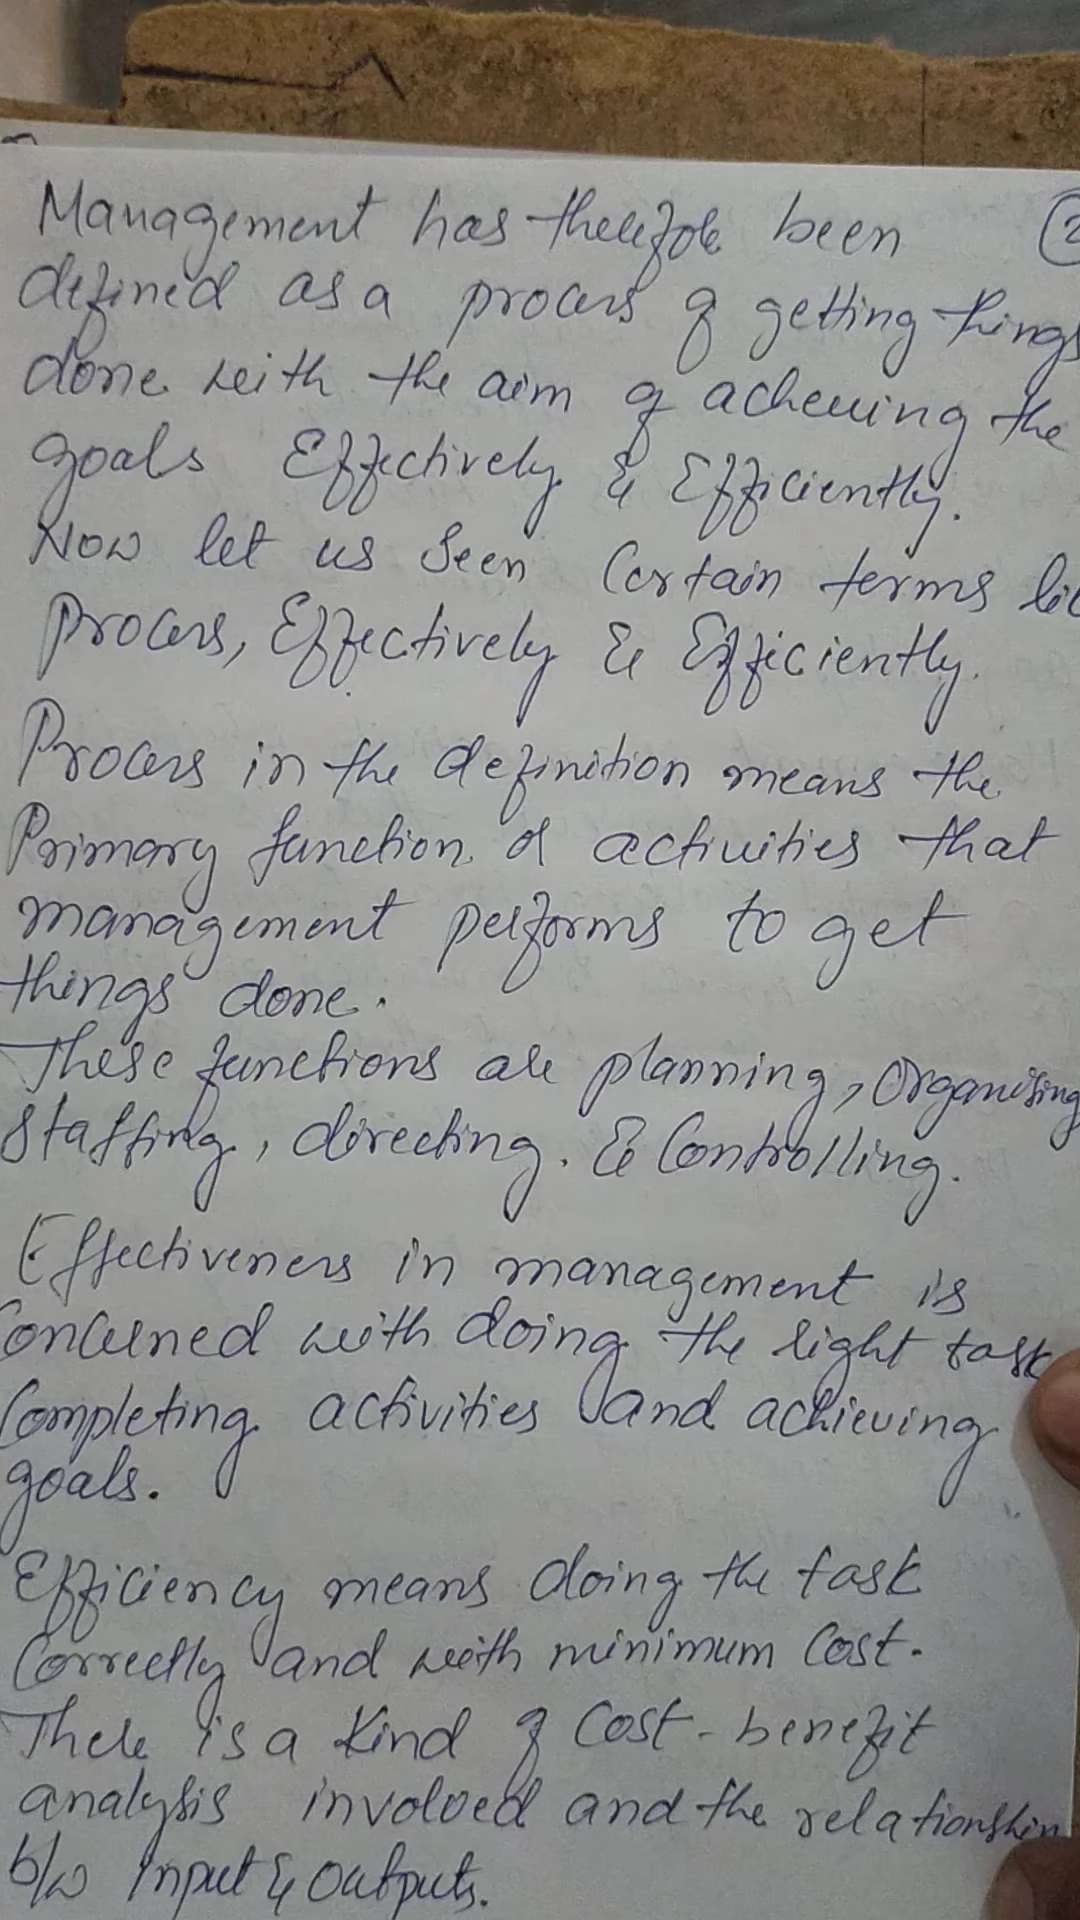 Management has therefore been
②
defined as a process of getting things
done with the aim of acheving the
goals Effectively & Efficiently.
Now let us seen Certain terms
Process, Effectively & Efficiently.
Process in the definition means the
Primary function or activities that
management performs to get
things done.
These functions are planning, Organising
Staffing, directing. & Controlling.
Effectiveness in management is
Concerned with doing the right task
Completing activities and achieving
goals.
Efficiency means doing the task
Correctly and with minimum Cost.
There is a Kind of Cost-benefit
analysis involved and the relationship
b/w Input & Outputs.